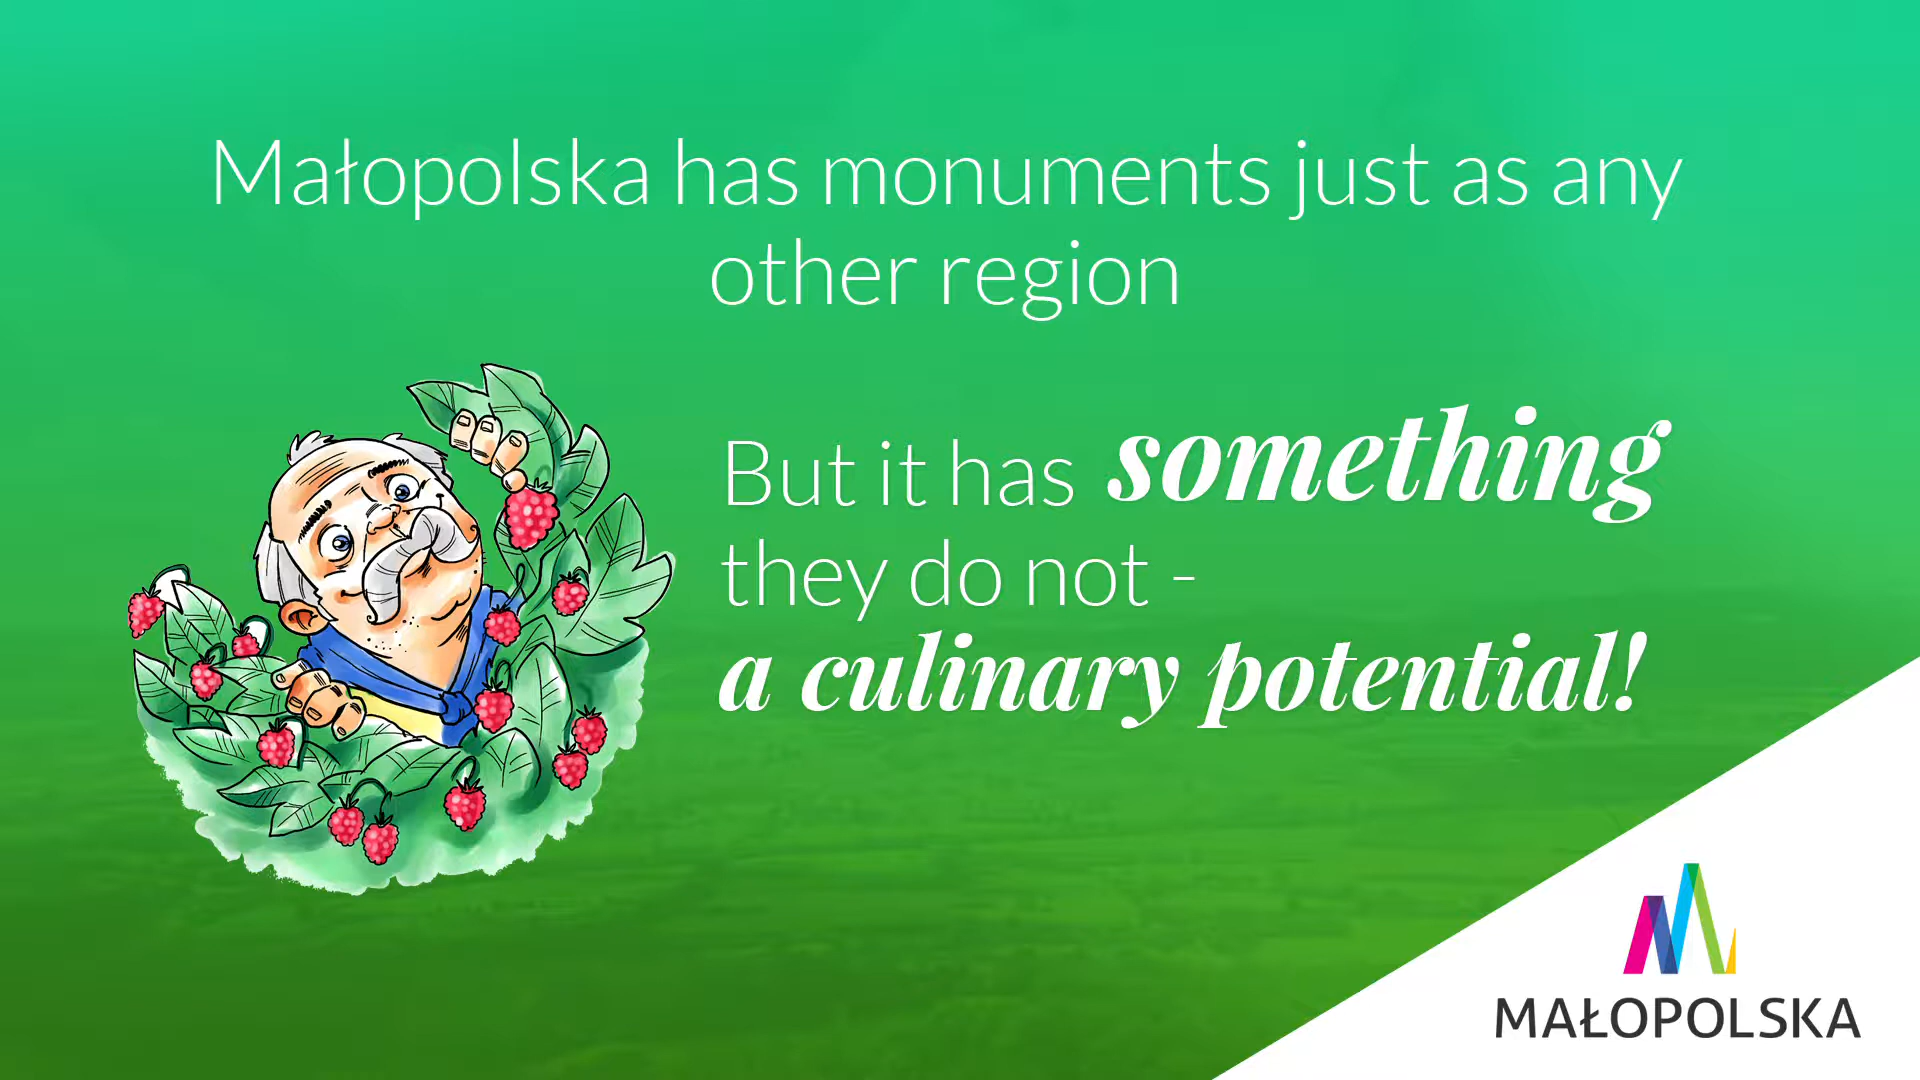 Małopolska has monuments just as any
other region
But it has something
they do not -
a culinary potential!
MAŁOPOLSKA